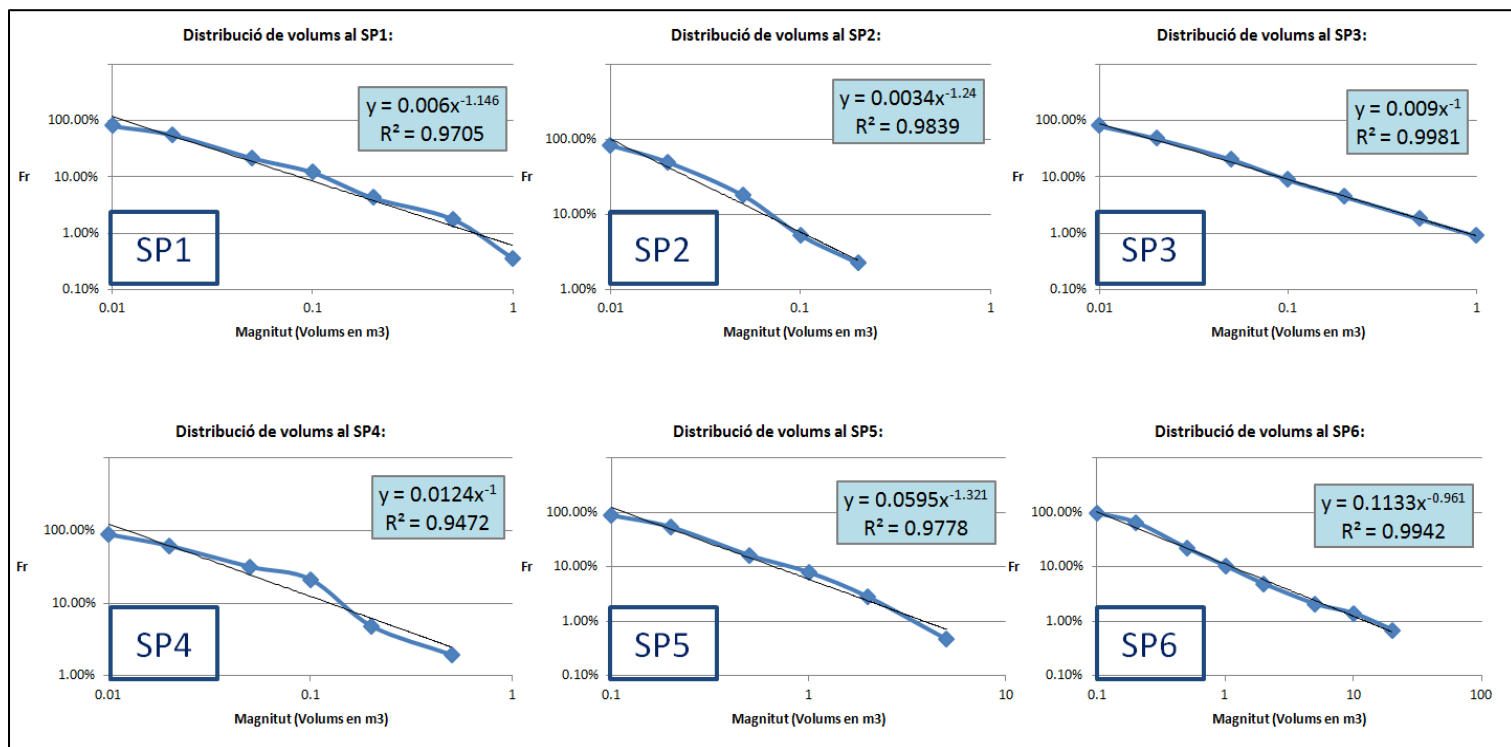 Distribució de volums al SP1:
y = 0.006x^-1.146
R² = 0.9705
100.00%
10.00%
1.00%
0.10%
Fr
SP1
0.01
0.1
1
Magnitut (Volums en m3)
Distribució de volums al SP2:
y = 0.0034x^-1.24
R² = 0.9839
100.00%
10.00%
1.00%
Fr
SP2
0.01
0.1
1
Magnitut (Volums en m3)
Distribució de volums al SP3:
y = 0.009x^-1
R² = 0.9981
100.00%
10.00%
1.00%
0.10%
Fr
SP3
0.01
0.1
1
Magnitut (Volums en m3)
Distribució de volums al SP4:
y = 0.0124x^-1
R² = 0.9472
100.00%
10.00%
1.00%
Fr
SP4
0.01
0.1
1
Magnitut (Volums en m3)
Distribució de volums al SP5:
y = 0.0595x^-1.321
R² = 0.9778
100.00%
10.00%
1.00%
0.10%
Fr
SP5
0.1
1
10
Magnitut (Volums en m3)
Distribució de volums al SP6:
y = 0.1133x^-0.961
R² = 0.9942
100.00%
10.00%
1.00%
0.10%
Fr
SP6
0.1
1
10
100
Magnitut (Volums en m3)